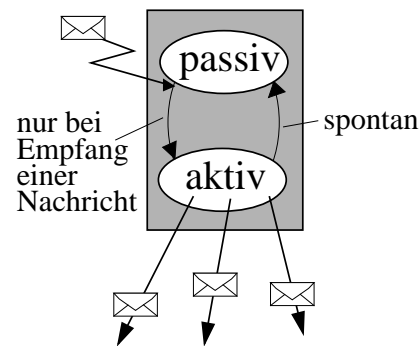 passiv
nur bei
Empfang
einer
Nachricht
spontan
aktiv